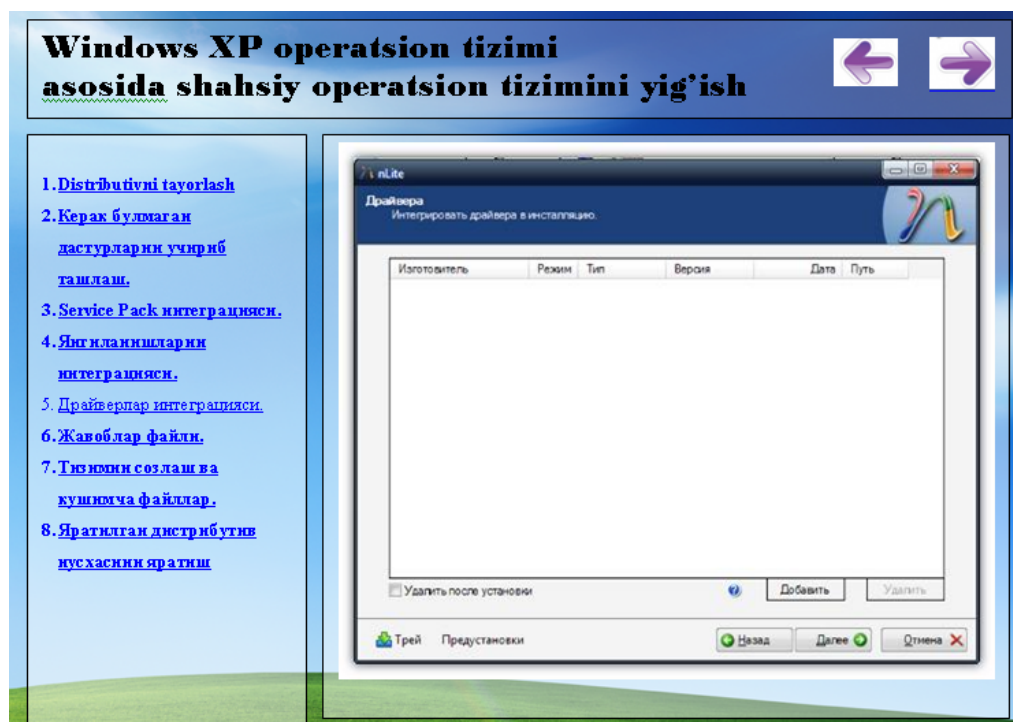 Windows XP operatsion tizimi
asosida shahsiy operatsion tizimini yig’ish
1. Distributivni tayorlash
2. Керак булмаган
дастурларни учириб
ташлаш.
3. Service Pack интеграцияси.
4. Янгиланишларни
интеграцияси.
5. Драйверлар интеграцияси.
6. Жавоблар файли.
7. Тизимни созлаш ва
кушимча файллар.
8. Яратилган дистрибутив
нусхасини яратиш
nLite
Драйвера
Интегрировать драйвера в инсталляцию.
Изготовитель Режим Тип Версия Дата Путь
Удалить после установки Добавить Удалить
Трей Предустановки Назад Далее Отмена